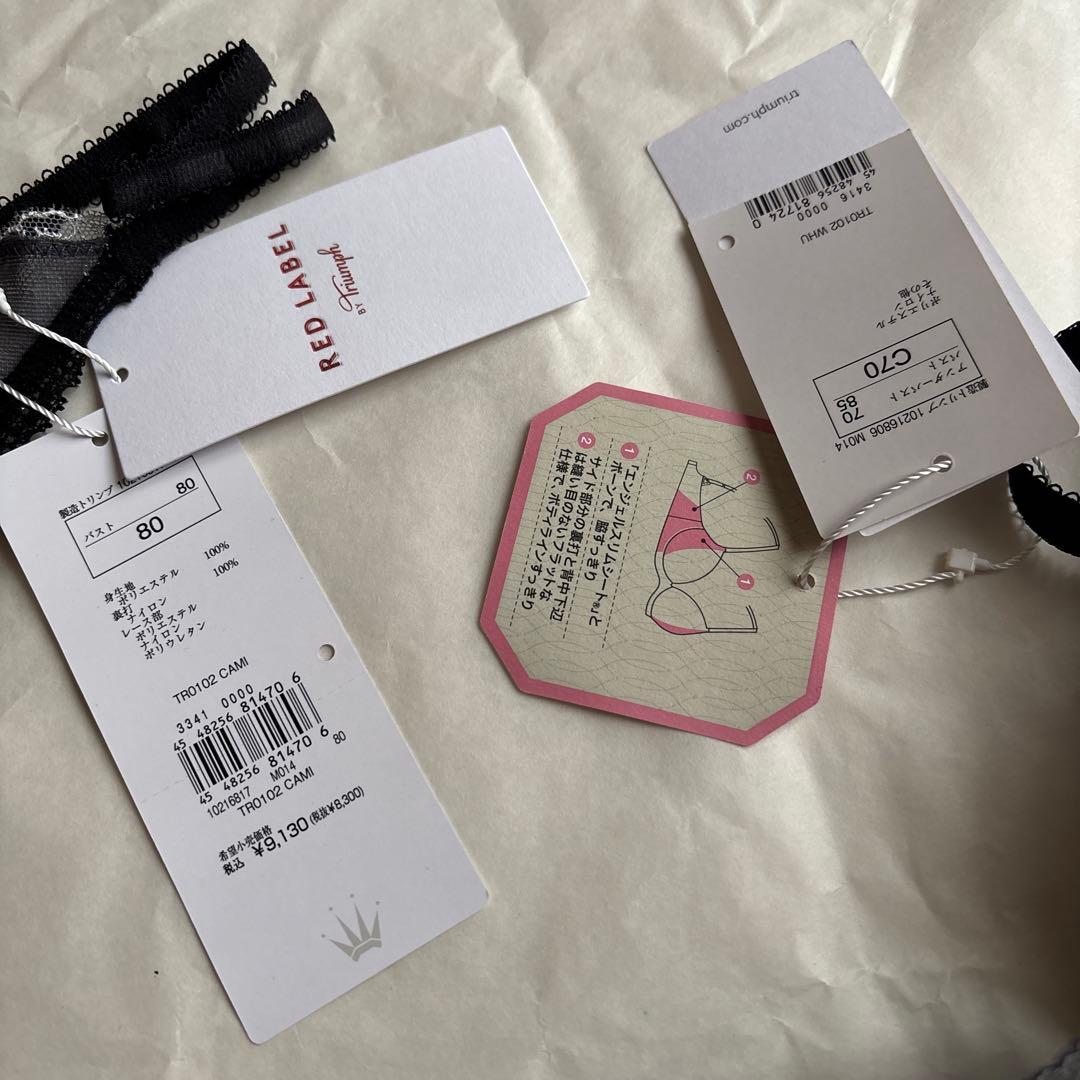 RED LABEL
BY Triumph
製造トリンプ
バスト 80
80
身生地
ポリエステル 100%
裏打
ナイロン 100%
レース部
ポリエステル
ナイロン
ポリウレタン
TR0102 CAMI
3341 0000
45 48256 81470 6
45 48256 81470 6
10216817 M014 80
TR0102 CAMI
希望小売価格
税込 ¥9,130 (税抜¥8,300)
1 「エンジェルスリムシート®」と
ボーンで、脇すっきり
2 サイド部分の裏打と背中下辺
は縫い目のないフラットな
仕様で、ボディラインすっきり
2
1
製造トリンプ 10216806 M014
アンダーバスト 70
バスト 85
C70
ポリエステル
ナイロン
その他
TR0102 WHU
3416 0000
45 48256 81724 0
triumph.com